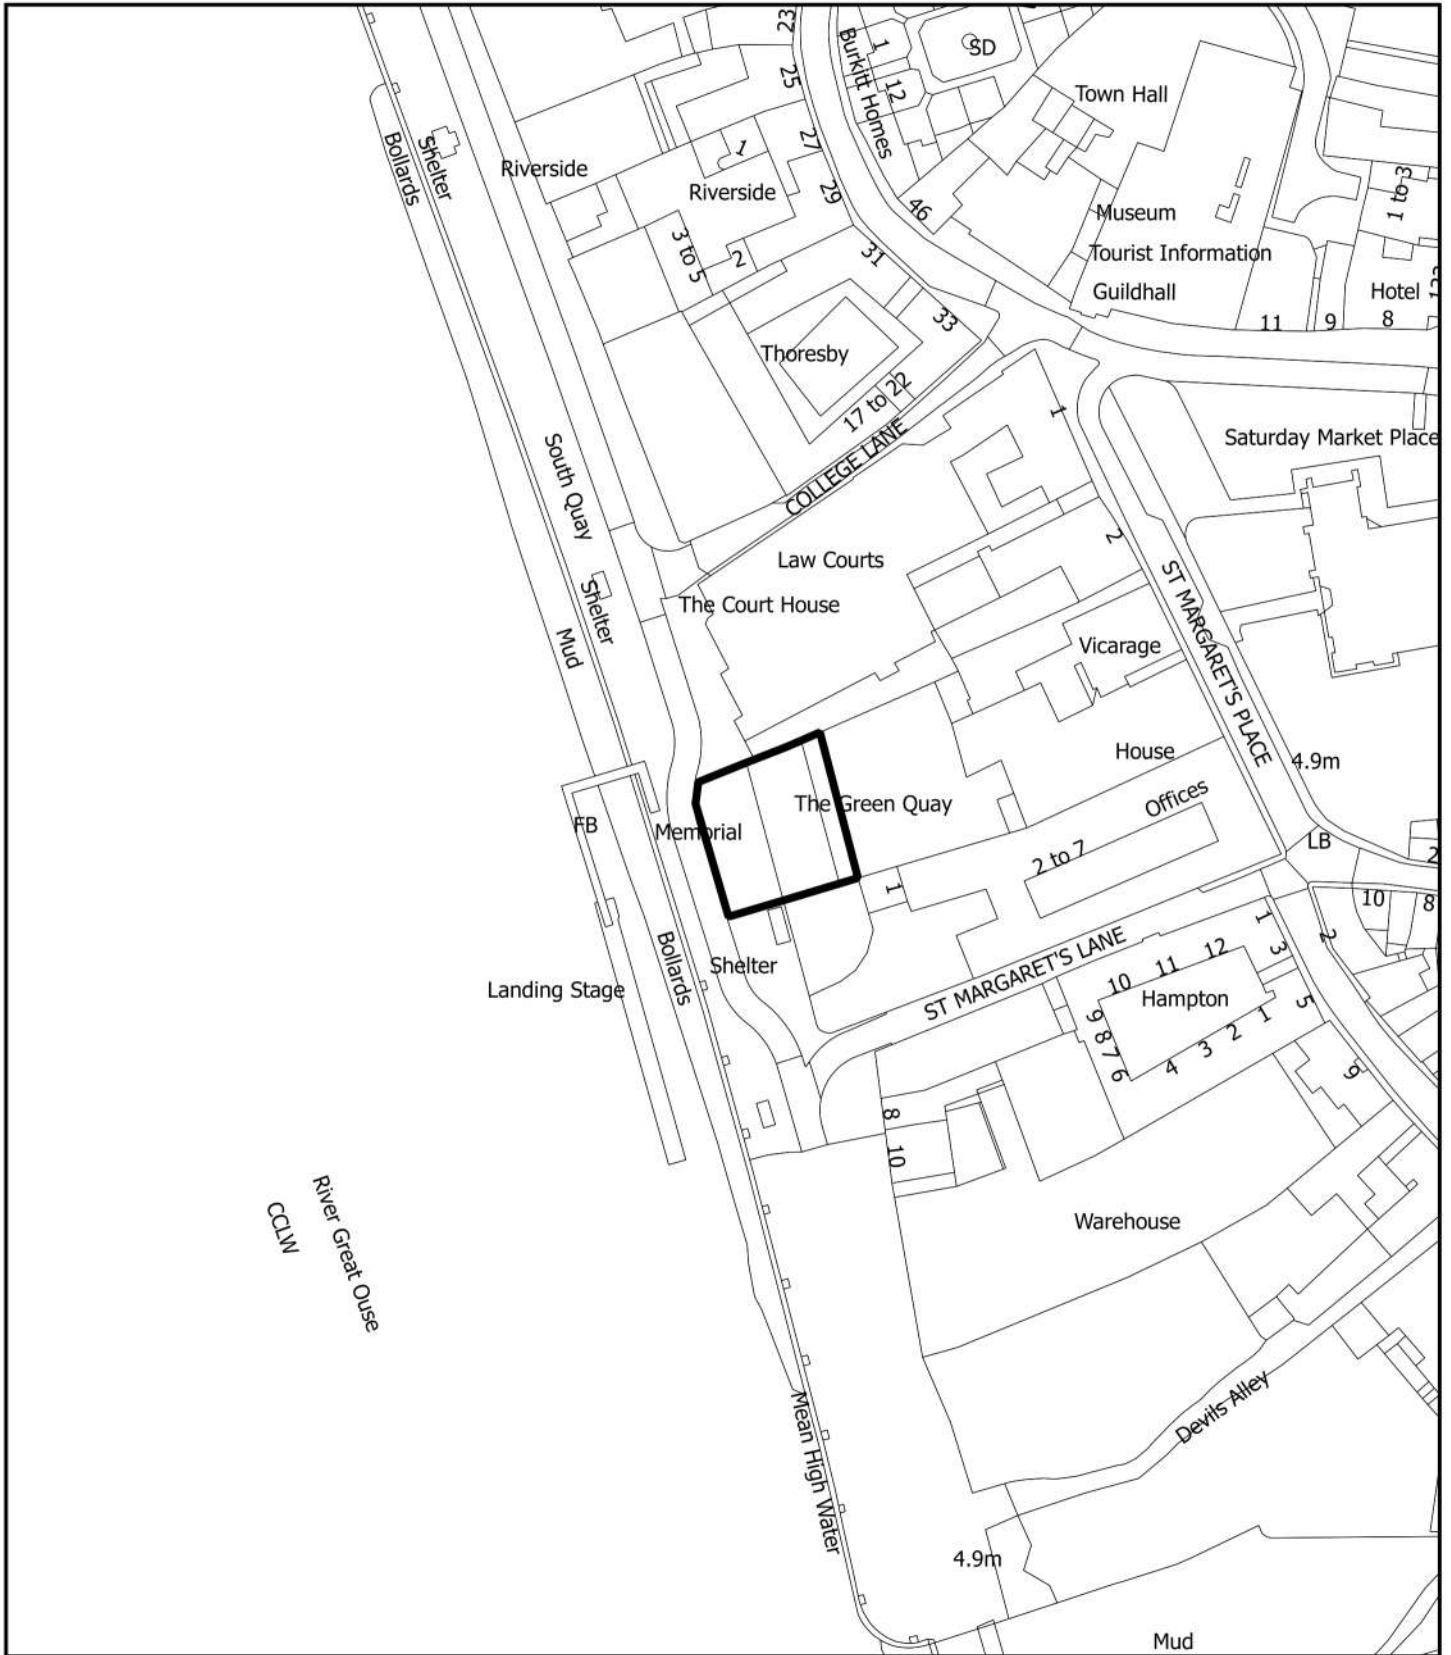 23
25
27
29
31
33
Burkitt Homes
1
12
SD
Town Hall
46
Museum
Tourist Information
Guildhall
1 to 3
Hotel
11
9
8
Bollards
Shelter
Riverside
1
Riverside
3 to 5
2
Thoresby
17 to 22
COLLEGE LANE
1
Saturday Market Place
South Quay
Shelter
Mud
Law Courts
The Court House
2
ST MARGARET'S PLACE
Vicarage
House
4.9m
The Green Quay
Offices
FB
Memorial
2 to 7
LB
2
1
10
8
Bollards
Shelter
Landing Stage
ST MARGARET'S LANE
1
3
5
2
12
11
10
Hampton
9
8
7
6
4
3
2
1
9
8
10
River Great Ouse
CCLW
Warehouse
Devils Alley
Mean High Water
4.9m
Mud